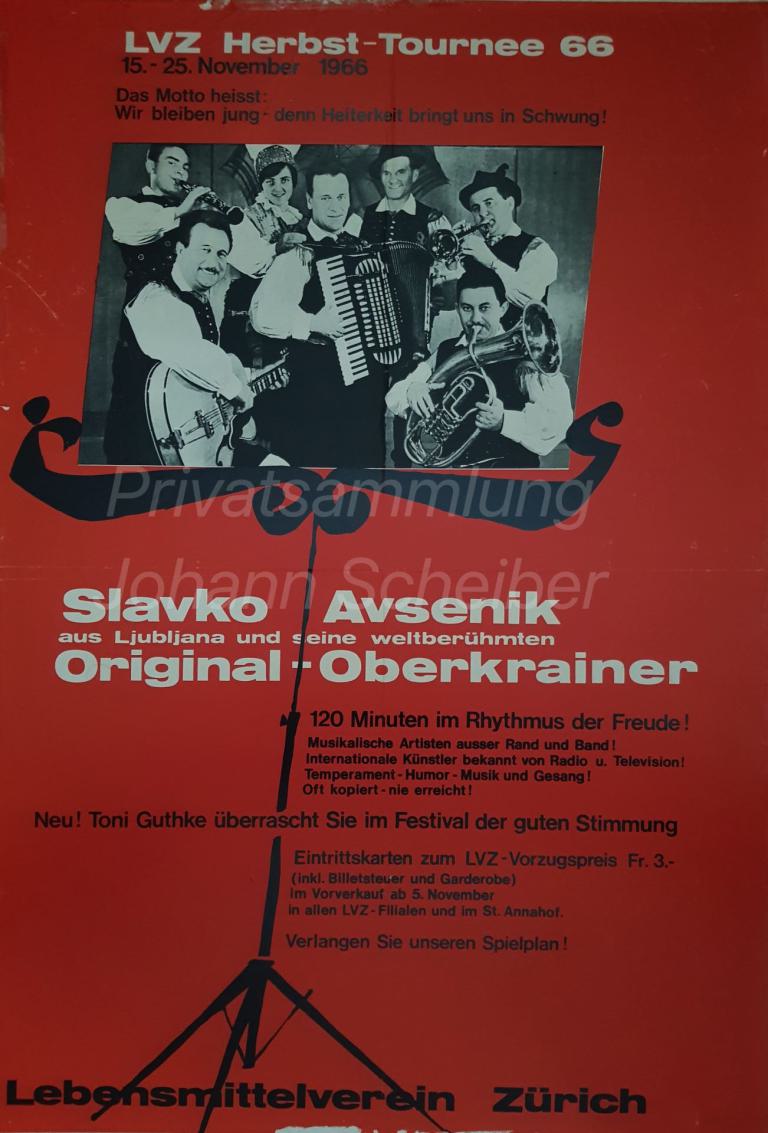 LVZ Herbst-Tournee 66
15.- 25. November 1966
Das Motto heisst:
Wir bleiben jung - denn Heiterkeit bringt uns in Schwung!
Privatsammlung
Johann Scheiber
Slavko Avsenik
aus Ljubljana und seine weltberühmten
Original-Oberkrainer
120 Minuten im Rhythmus der Freude!
Musikalische Artisten ausser Rand und Band!
Internationale Künstler bekannt von Radio u. Television!
Temperament - Humor - Musik und Gesang!
Oft kopiert - nie erreicht!
Neu! Toni Guthke überrascht Sie im Festival der guten Stimmung
Eintrittskarten zum LVZ-Vorzugspreis Fr. 3.-
(inkl. Billetsteuer und Garderobe)
im Vorverkauf ab 5. November
in allen LVZ-Filialen und im St. Annahof.
Verlangen Sie unseren Spielplan!
Lebensmittelverein Zürich